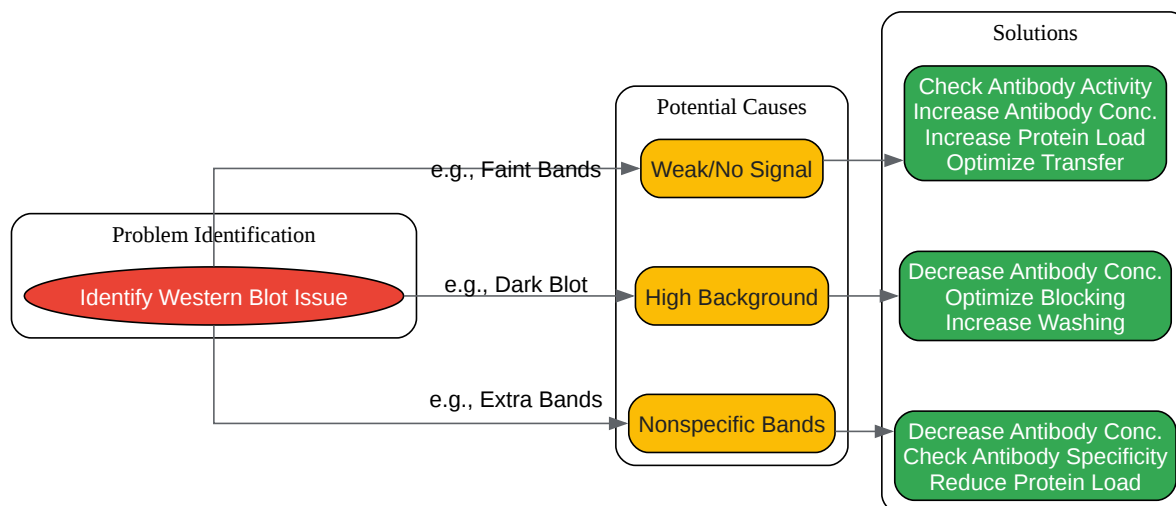 Solutions
Check Antibody Activity
Increase Antibody Conc.
Increase Protein Load
Optimize Transfer
Potential Causes
e.g., Faint Bands
Weak/No Signal
Problem Identification
Identify Western Blot Issue
e.g., Dark Blot
High Background
Decrease Antibody Conc.
Optimize Blocking
Increase Washing
e.g., Extra Bands
Nonspecific Bands
Decrease Antibody Conc.
Check Antibody Specificity
Reduce Protein Load